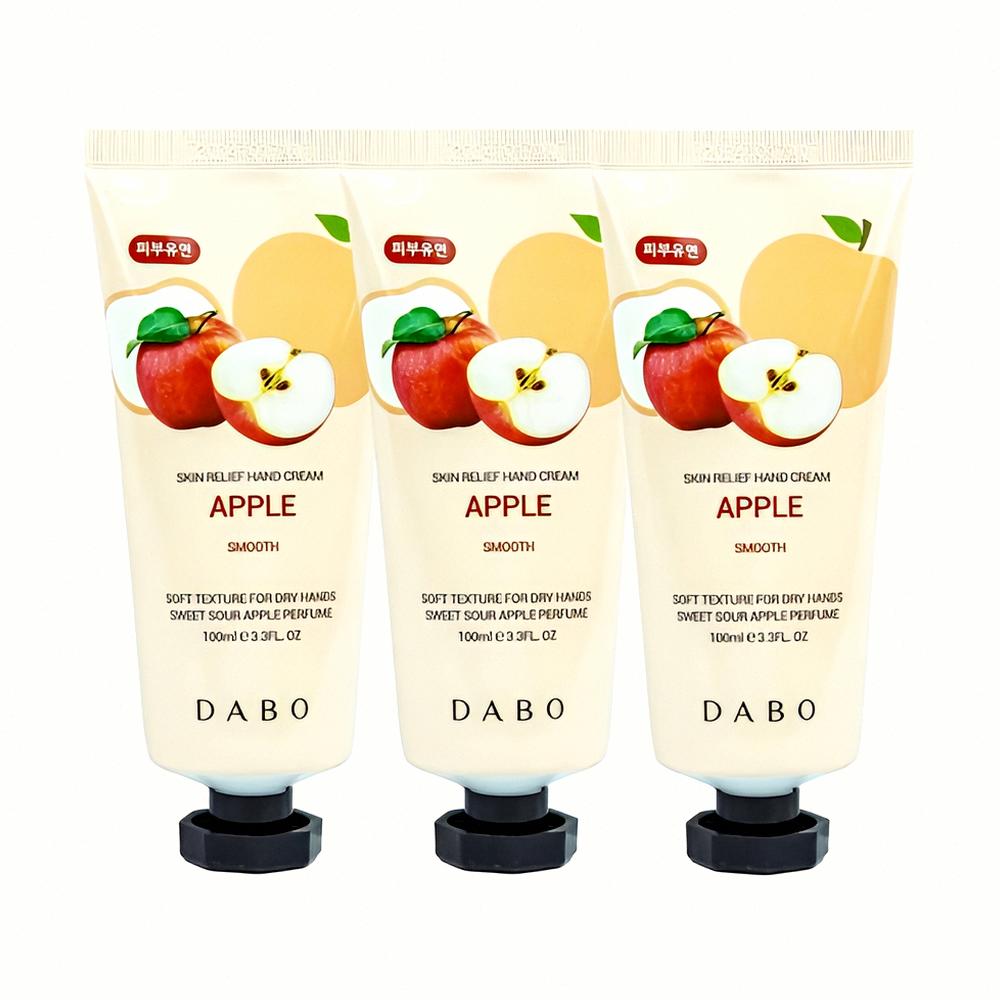 피부유연
SKIN RELIEF HAND CREAM
APPLE
SMOOTH
SOFT TEXTURE FOR DRY HANDS
SWEET SOUR APPLE PERFUME
100ml e 3.3FL. OZ
DABO
피부유연
SKIN RELIEF HAND CREAM
APPLE
SMOOTH
SOFT TEXTURE FOR DRY HANDS
SWEET SOUR APPLE PERFUME
100ml e 3.3FL. OZ
DABO
피부유연
SKIN RELIEF HAND CREAM
APPLE
SMOOTH
SOFT TEXTURE FOR DRY HANDS
SWEET SOUR APPLE PERFUME
100ml e 3.3FL. OZ
DABO